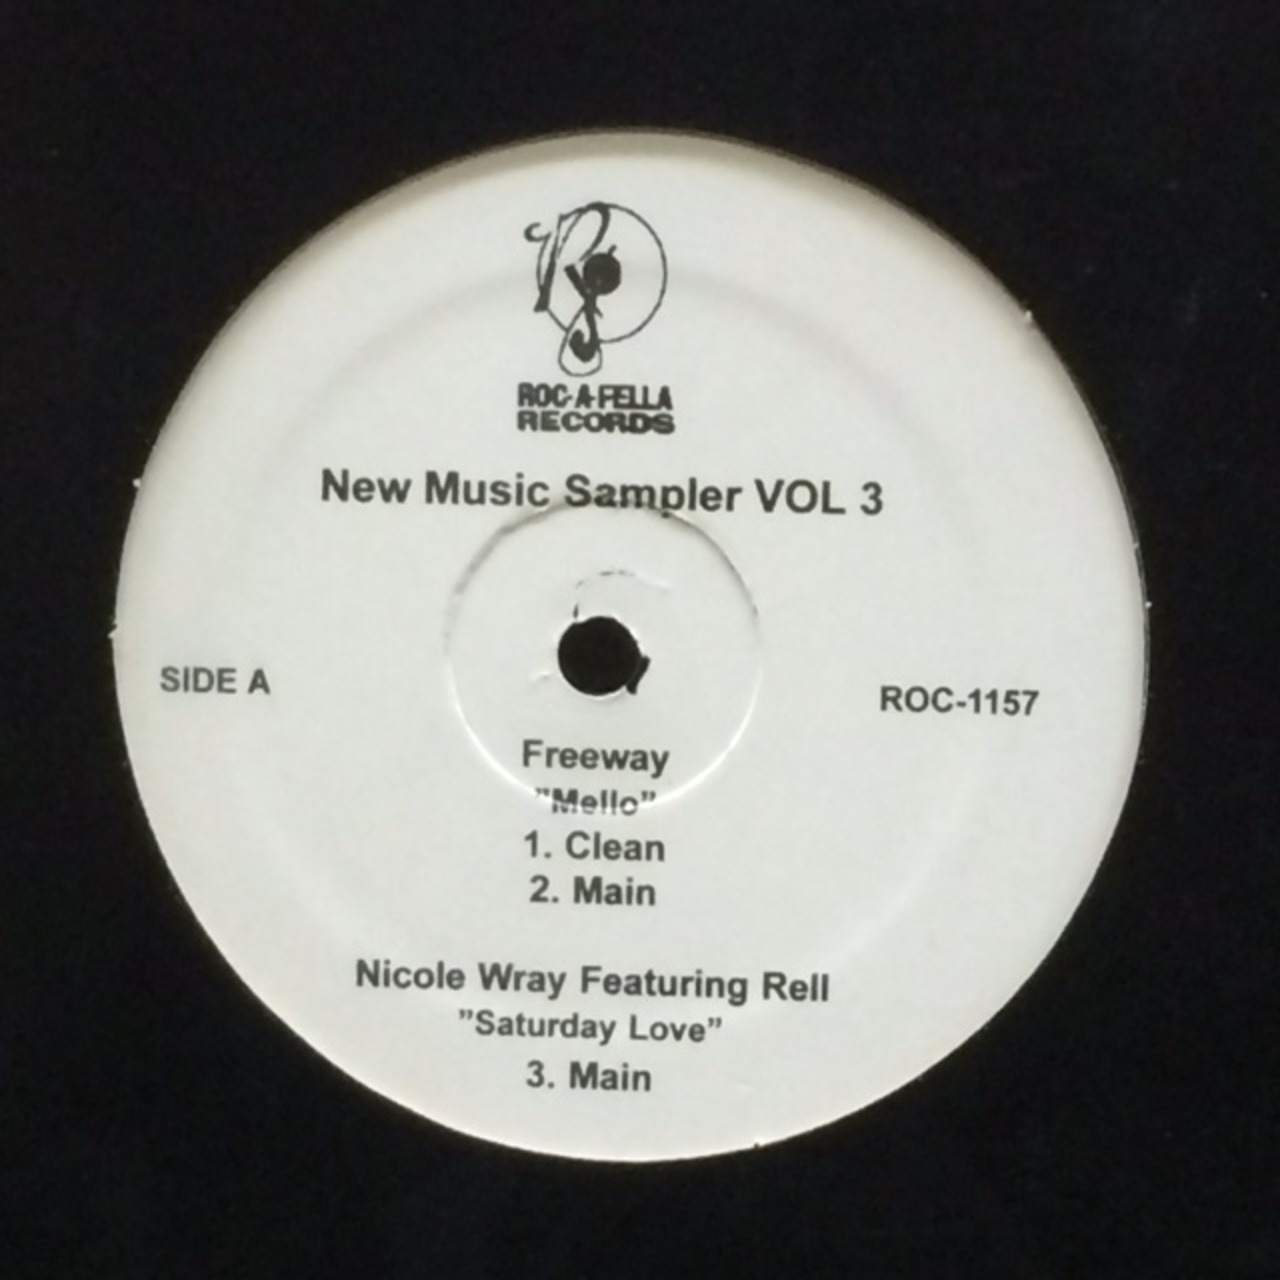 ROC-A-FELLA
RECORDS
New Music Sampler VOL 3
SIDE A
ROC-1157
Freeway
"Mello"
1. Clean
2. Main
Nicole Wray Featuring Rell
"Saturday Love"
3. Main